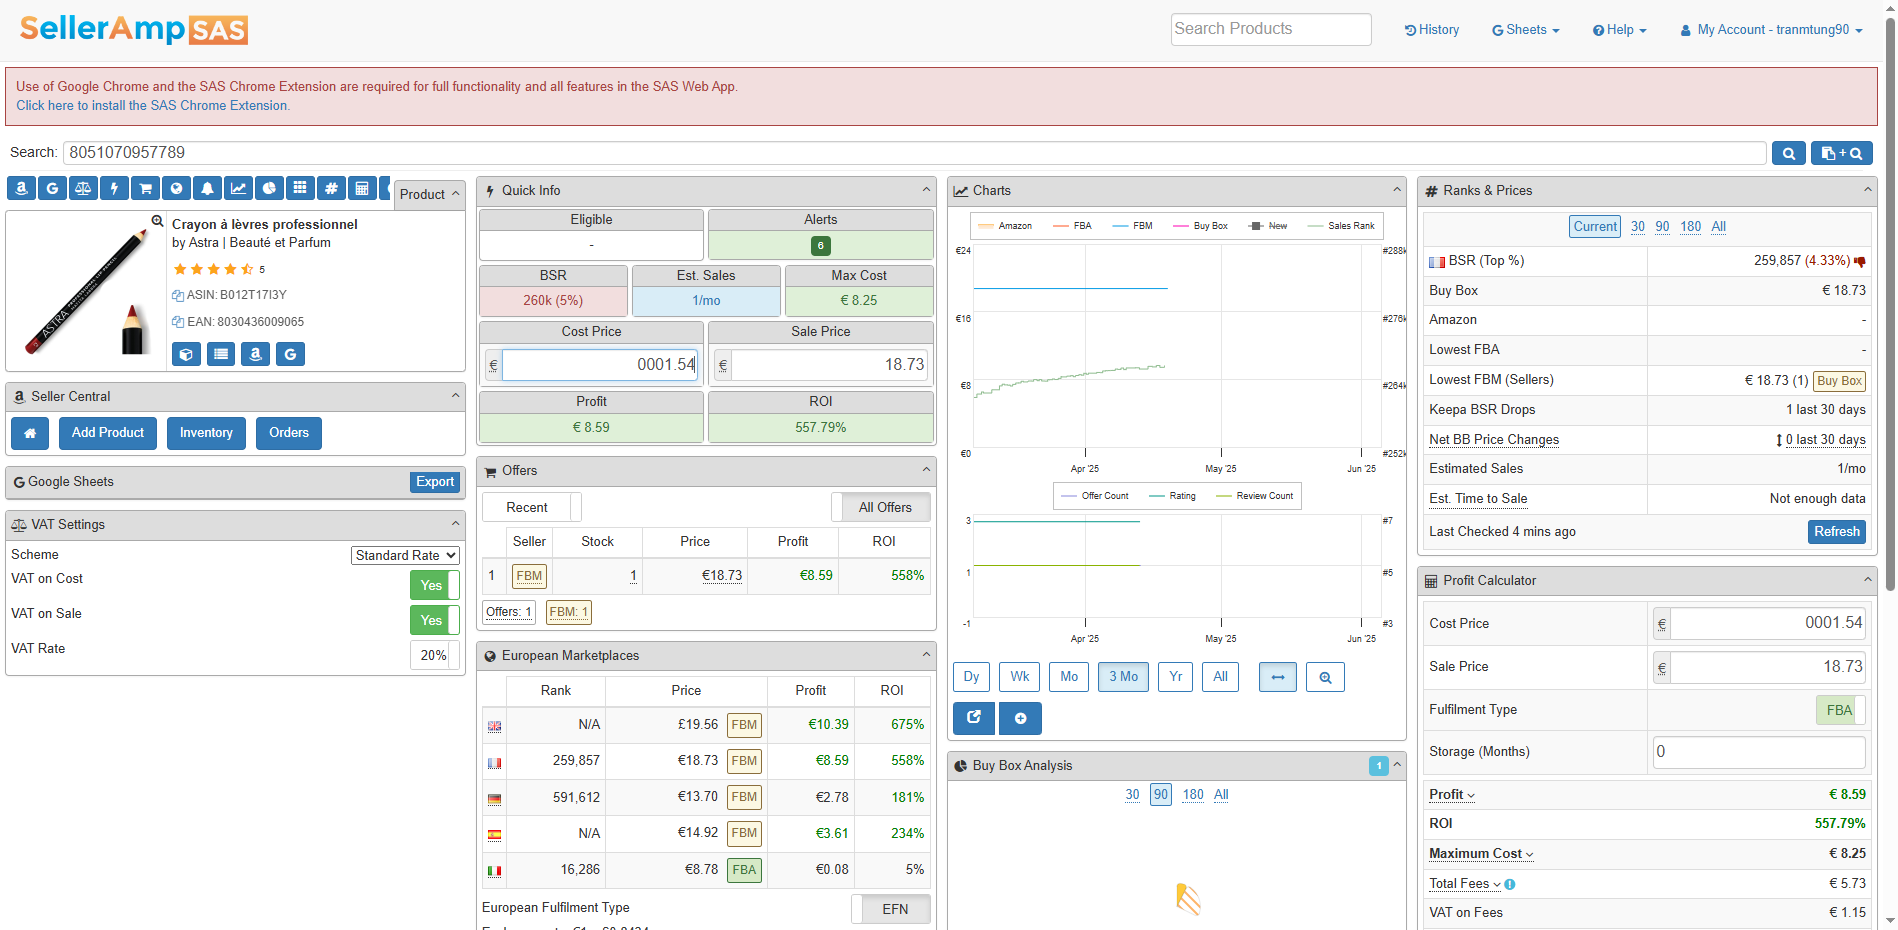 SellerAmp SAS
Search Products
History
Sheets
Help
My Account - tranmtung90
Use of Google Chrome and the SAS Chrome Extension are required for full functionality and all features in the SAS Web App.
Click here to install the SAS Chrome Extension.
Search: 8051070957789
Product
Crayon à lèvres professionnel
by Astra | Beauté et Parfum
5
ASIN: B012T17I3Y
EAN: 8030436009065
ASTRA
Seller Central
Add Product
Inventory
Orders
Google Sheets
Export
VAT Settings
Scheme
Standard Rate
VAT on Cost
Yes
VAT on Sale
Yes
VAT Rate
20%
Quick Info
Eligible
Alerts
-
6
BSR
Est. Sales
Max Cost
260k (5%)
1/mo
€ 8.25
Cost Price
Sale Price
€ 0001.54
€ 18.73
Profit
ROI
€ 8.59
557.79%
Offers
Recent
All Offers
Seller Stock Price Profit ROI
1 FBM 1 €18.73 €8.59 558%
Offers: 1
FBM: 1
European Marketplaces
Rank Price Profit ROI
N/A £19.56 FBM €10.39 675%
259,857 €18.73 FBM €8.59 558%
591,612 €13.70 FBM €2.78 181%
N/A €14.92 FBM €3.61 234%
16,286 €8.78 FBA €0.08 5%
European Fulfilment Type
EFN
Charts
Amazon FBA FBM Buy Box New Sales Rank
€24 #288k
€16 #276k
€8 #264k
€0 #252k
Apr '25 May '25 Jun '25
Offer Count Rating Review Count
3 #7
1 #5
-1 #3
Apr '25 May '25 Jun '25
Dy Wk Mo 3 Mo Yr All
Buy Box Analysis
1
30 90 180 All
Ranks & Prices
Current 30 90 180 All
BSR (Top %) 259,857 (4.33%)
Buy Box € 18.73
Amazon -
Lowest FBA -
Lowest FBM (Sellers) € 18.73 (1) Buy Box
Keepa BSR Drops 1 last 30 days
Net BB Price Changes 0 last 30 days
Estimated Sales 1/mo
Est. Time to Sale Not enough data
Last Checked 4 mins ago Refresh
Profit Calculator
Cost Price € 0001.54
Sale Price € 18.73
Fulfilment Type FBA
Storage (Months) 0
Profit € 8.59
ROI 557.79%
Maximum Cost € 8.25
Total Fees € 5.73
VAT on Fees € 1.15